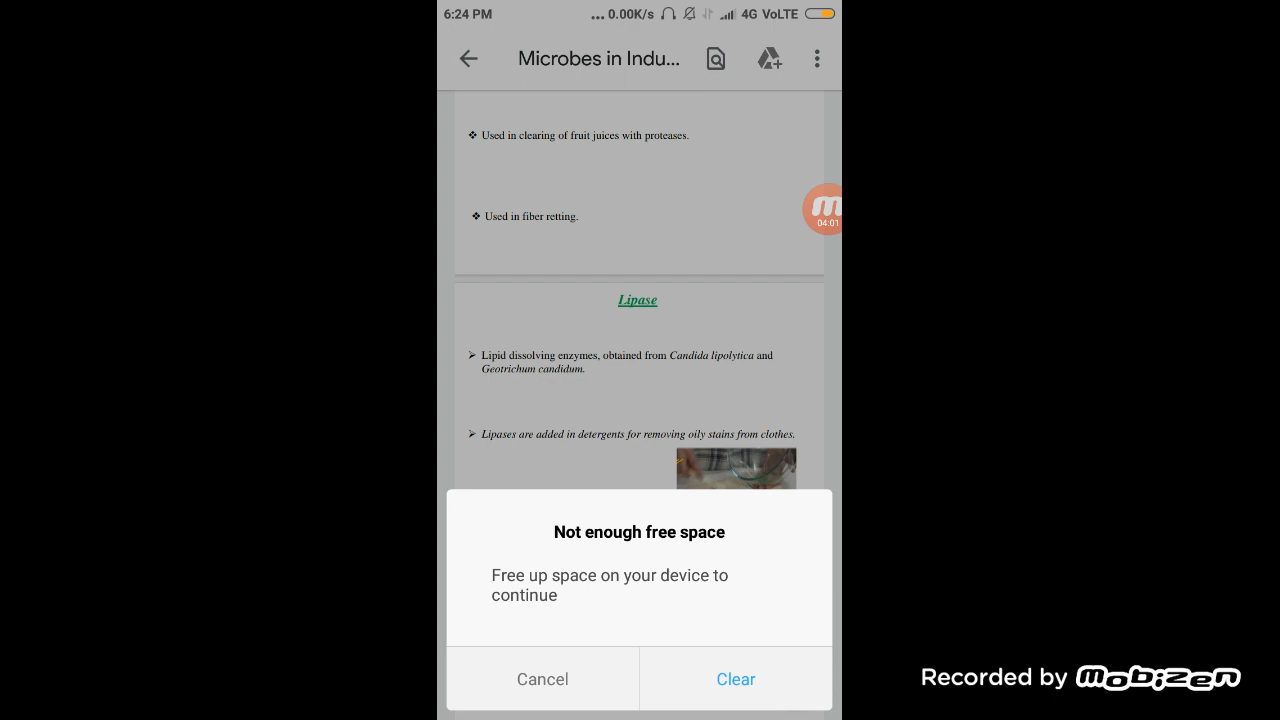 6:24 PM ... 0.00K/s 4G VoLTE
Microbes in Indu...
❖ Used in clearing of fruit juices with proteases.
04:01
❖ Used in fiber retting.
Lipase
➢ Lipid dissolving enzymes, obtained from Candida lipolytica and
Geotrichum candidum.
➢ Lipases are added in detergents for removing oily stains from clothes.
Not enough free space
Free up space on your device to
continue
Cancel Clear
Recorded by mobizen